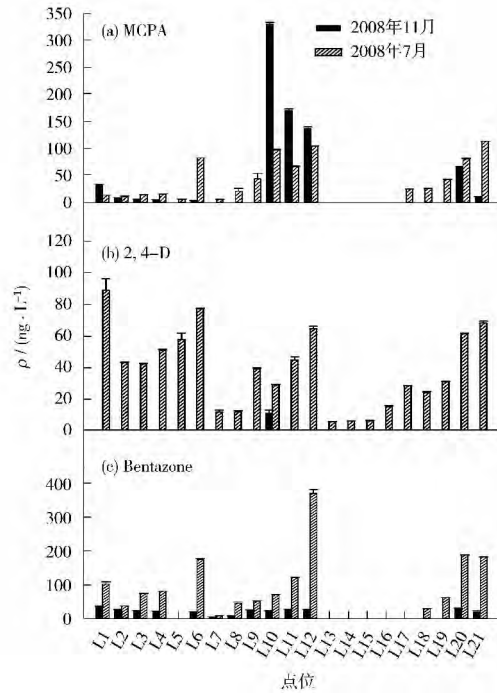 350
(a) MCPA
2008年11月
300
2008年7月
250
200
150
100
50
0
120
(b) 2, 4-D
100
80
60
40
20
0
ρ / (ng · L⁻¹)
(c) Bentazone
400
300
200
100
0
L1 L2 L3 L4 L5 L6 L7 L8 L9 L10 L11 L12 L13 L14 L15 L16 L17 L18 L19 L20 L21
点位